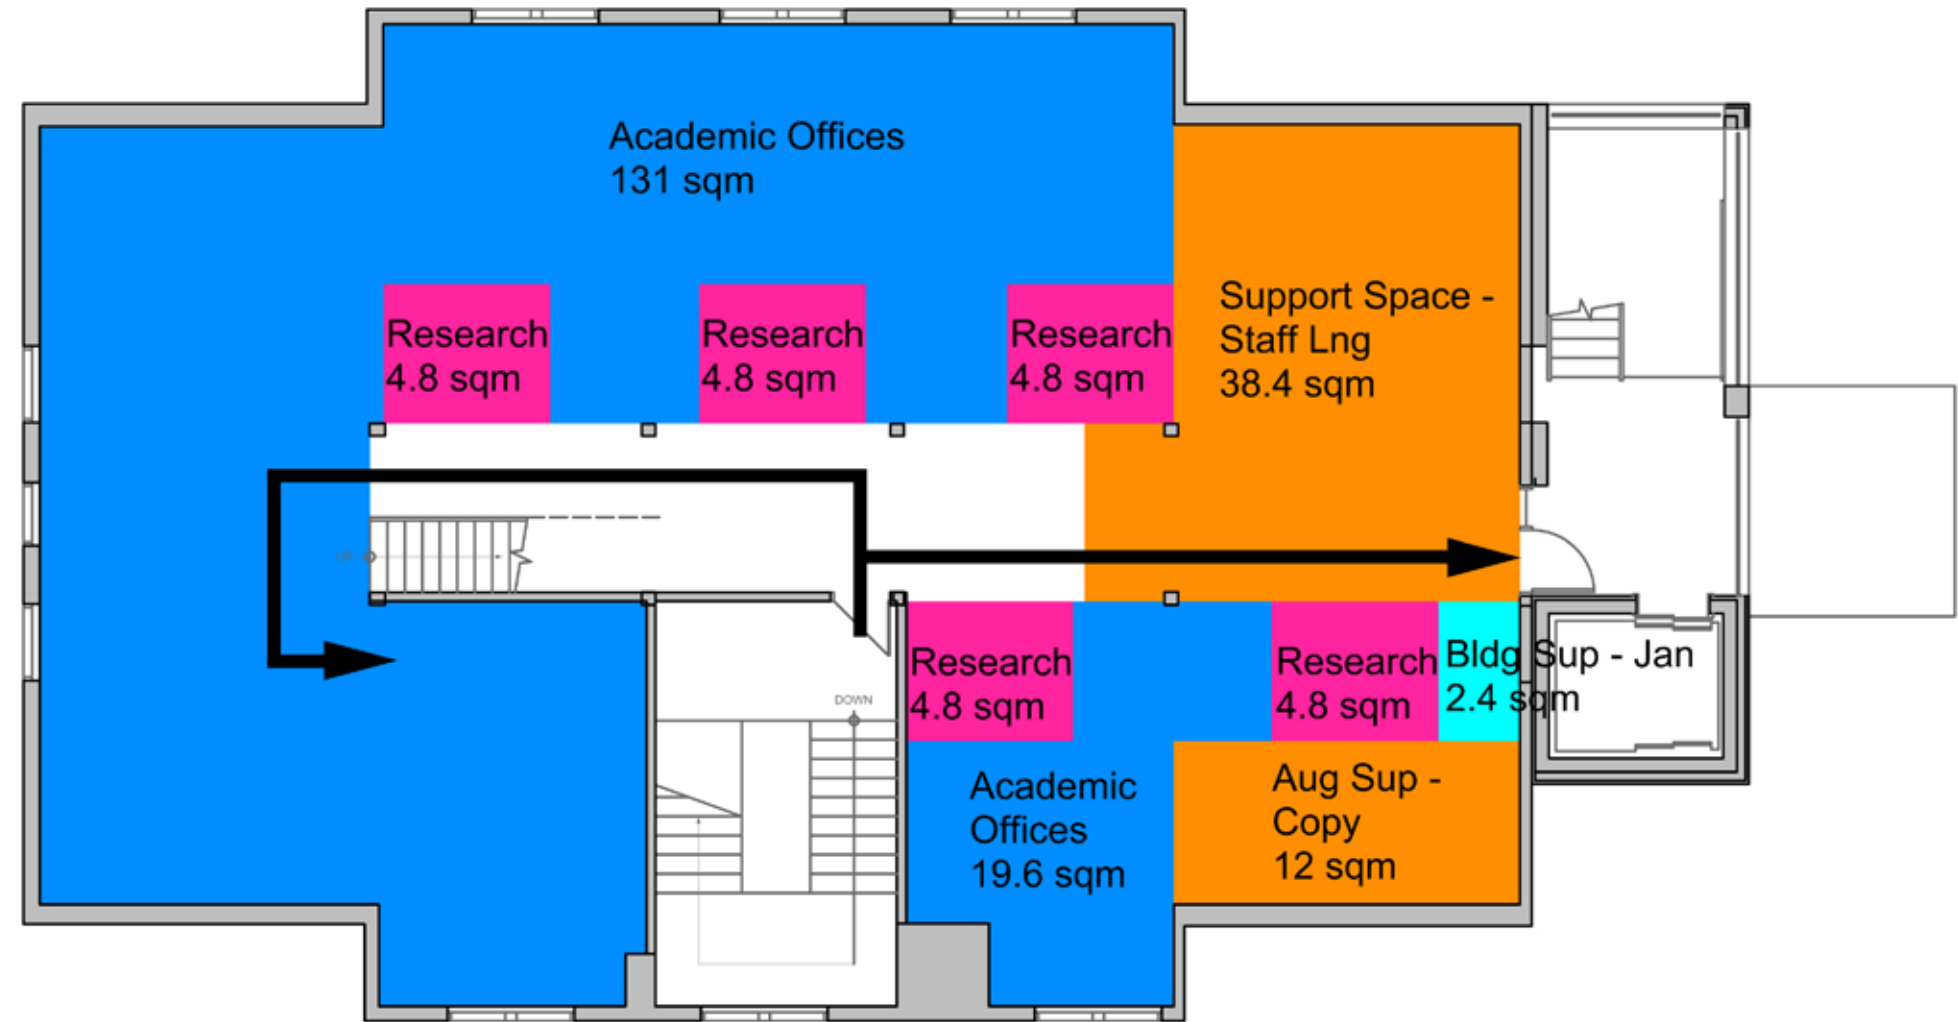 Academic Offices
131 sqm
Research
4.8 sqm
Research
4.8 sqm
Research
4.8 sqm
Support Space -
Staff Lng
38.4 sqm
UP
Research
4.8 sqm
Research
4.8 sqm
Bldg Sup - Jan
2.4 sqm
DOWN
Academic
Offices
19.6 sqm
Aug Sup -
Copy
12 sqm